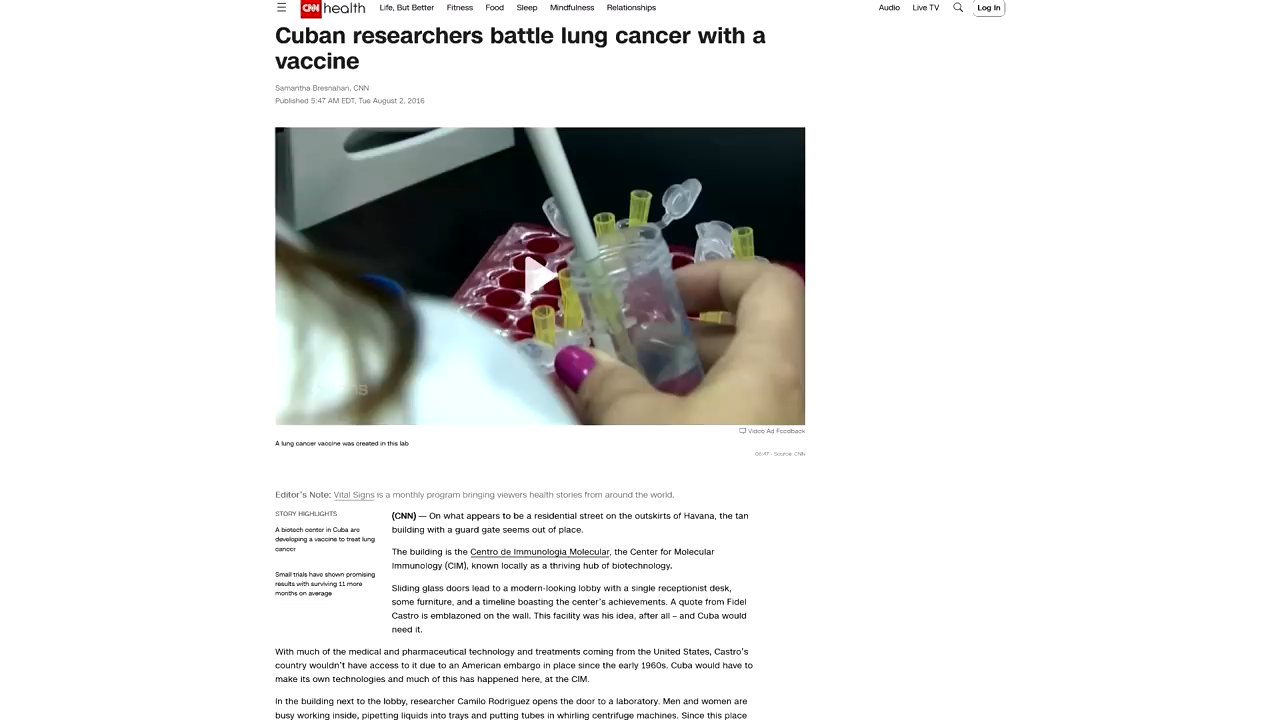 CNN health Life, But Better Fitness Food Sleep Mindfulness Relationships Audio Live TV Log In
Cuban researchers battle lung cancer with a
vaccine
Samantha Bresnahan, CNN
Published 5:47 AM EDT, Tue August 2, 2016
Video Ad Feedback
A lung cancer vaccine was created in this lab
- Source: CNN
Editor's Note: Vital Signs is a monthly program bringing viewers health stories from around the world.
STORY HIGHLIGHTS
A biotech center in Cuba are
developing a vaccine to treat lung
cancer
Small trials have shown promising
results with surviving 11 more
months on average
(CNN) — On what appears to be a residential street on the outskirts of Havana, the tan
building with a guard gate seems out of place.
The building is the Centro de Immunologia Molecular, the Center for Molecular
Immunology (CIM), known locally as a thriving hub of biotechnology.
Sliding glass doors lead to a modern-looking lobby with a single receptionist desk,
some furniture, and a timeline boasting the center's achievements. A quote from Fidel
Castro is emblazoned on the wall. This facility was his idea, after all – and Cuba would
need it.
With much of the medical and pharmaceutical technology and treatments coming from the United States, Castro's
country wouldn't have access to it due to an American embargo in place since the early 1960s. Cuba would have to
make its own technologies and much of this has happened here, at the CIM.
In the building next to the lobby, researcher Camilo Rodriguez opens the door to a laboratory. Men and women are
busy working inside, pipetting liquids into trays and putting tubes in whirling centrifuge machines. Since this place